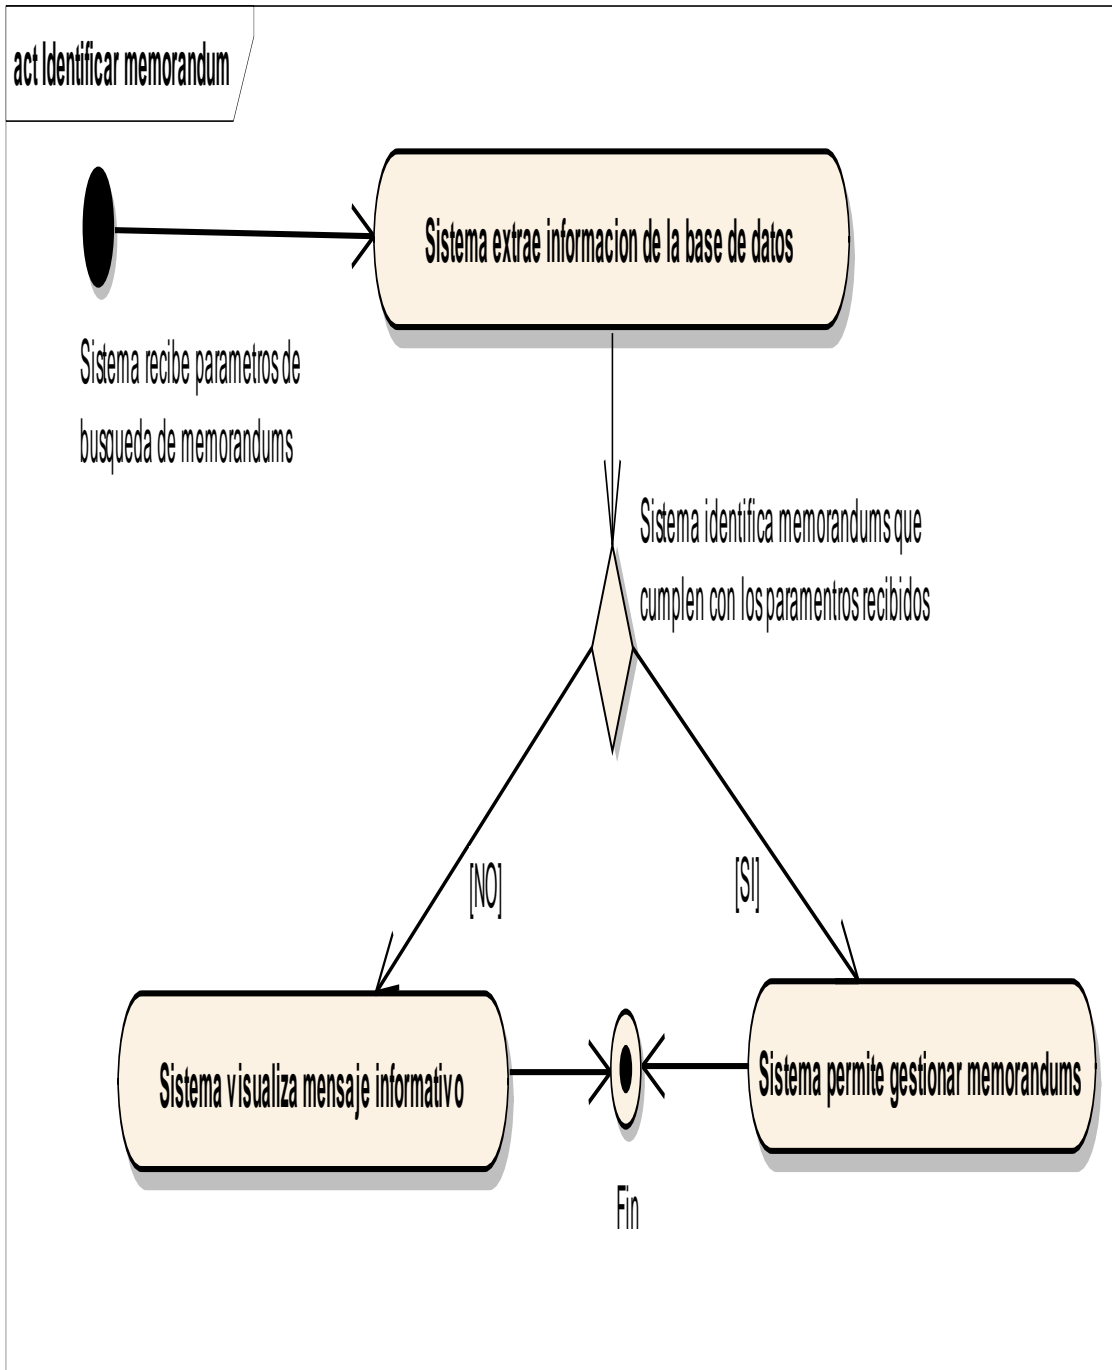 act Identificar memorandum
Sistema extrae informacion de la base de datos
Sistema recibe parametros de
busqueda de memorandums
Sistema identifica memorandums que
cumplen con los paramentros recibidos
[NO]
[SI]
Sistema visualiza mensaje informativo
Sistema permite gestionar memorandums
Fin